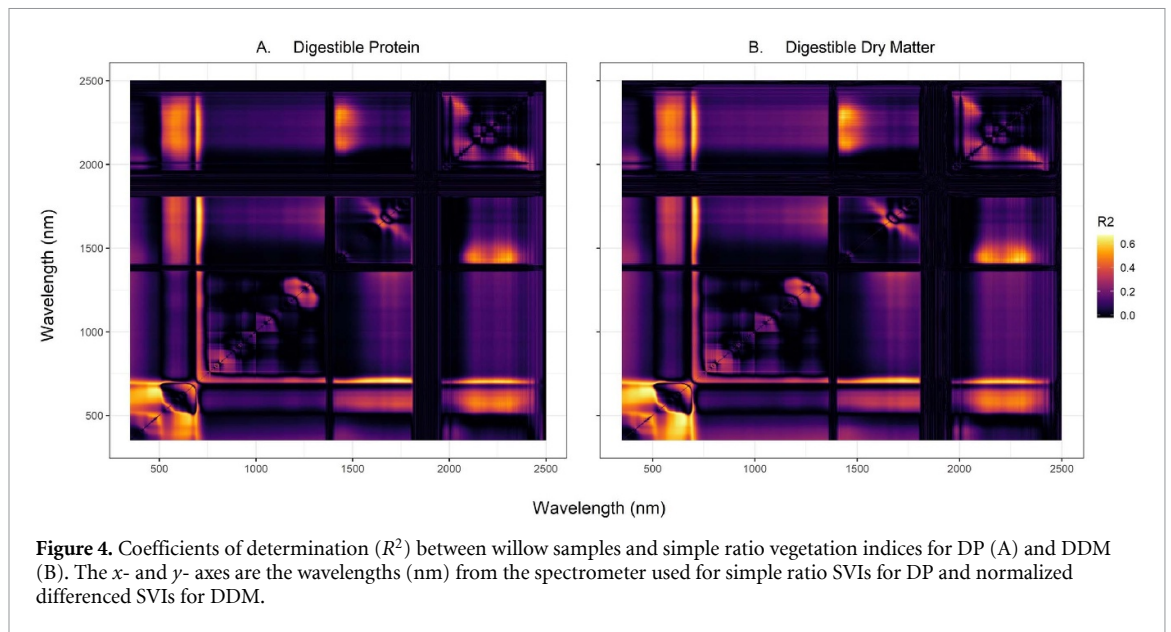 A. Digestible Protein
B. Digestible Dry Matter
Wavelength (nm)
2500
2000
1500
1000
500
500
1000
1500
2000
2500
500
1000
1500
2000
2500
Wavelength (nm)
R2
0.6
0.4
0.2
0.0
Figure 4. Coefficients of determination (R²) between willow samples and simple ratio vegetation indices for DP (A) and DDM
(B). The x- and y- axes are the wavelengths (nm) from the spectrometer used for simple ratio SVIs for DP and normalized
differenced SVIs for DDM.